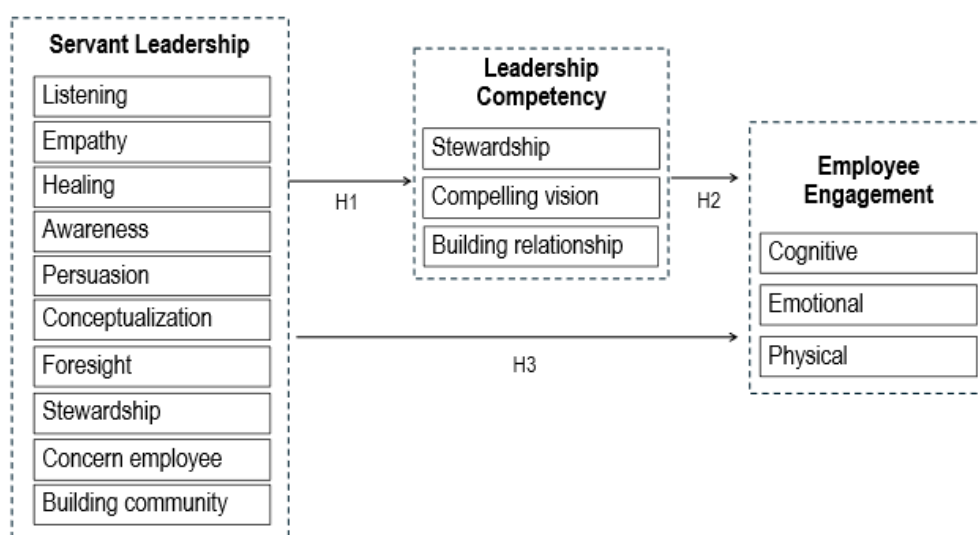 Servant Leadership
Listening
Empathy
Healing
Awareness
Persuasion
Conceptualization
Foresight
Stewardship
Concern employee
Building community
H1
Leadership
Competency
Stewardship
Compelling vision
Building relationship
H2
H3
Employee
Engagement
Cognitive
Emotional
Physical